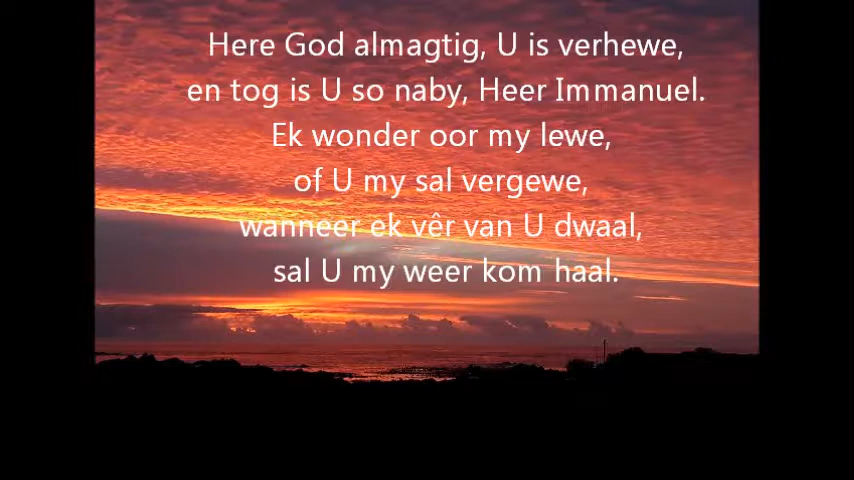 Here God almagtig, U is verhewe,
en tog is U so naby, Heer Immanuel.
Ek wonder oor my lewe,
of U my sal vergewe,
wanneer ek vêr van U dwaal,
sal U my weer kom haal.